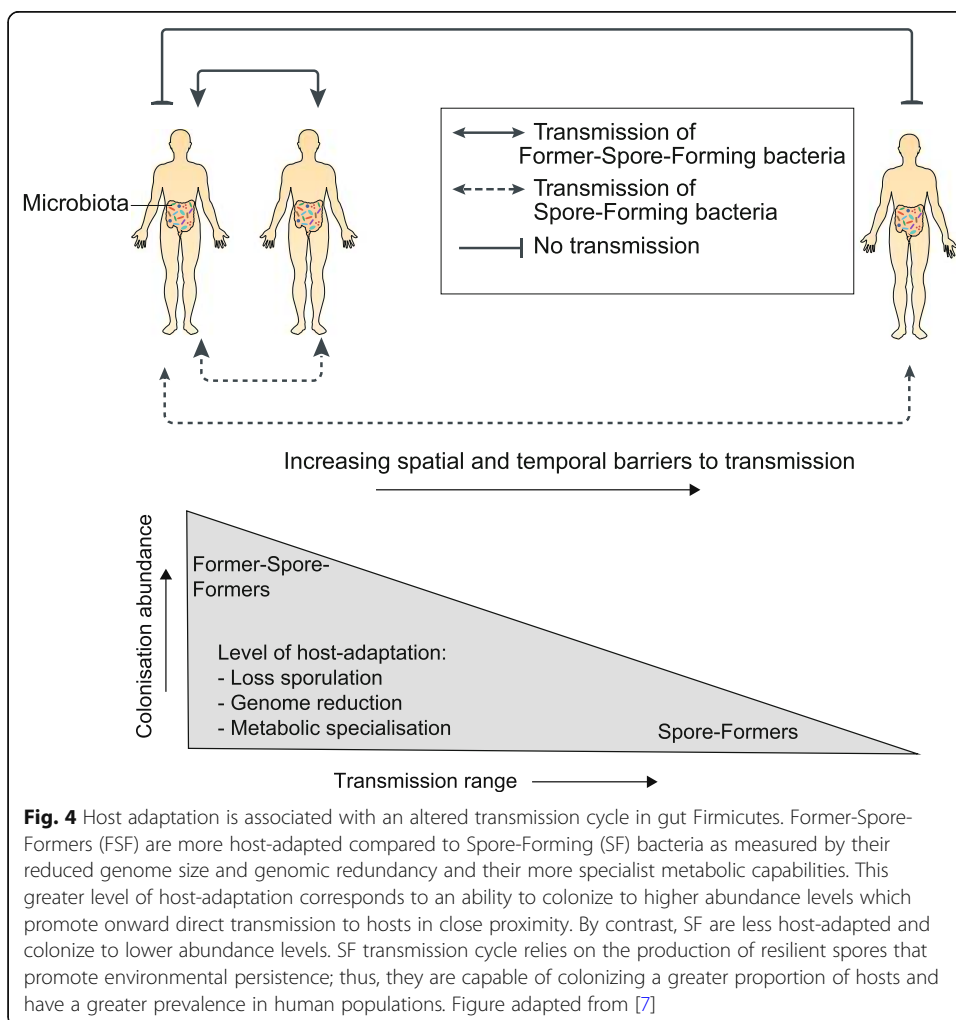 Microbiota
Transmission of
Former-Spore-Forming bacteria
Transmission of
Spore-Forming bacteria
No transmission
Increasing spatial and temporal barriers to transmission
Colonisation abundance
Former-Spore-
Formers
Level of host-adaptation:
- Loss sporulation
- Genome reduction
- Metabolic specialisation
Spore-Formers
Transmission range
Fig. 4 Host adaptation is associated with an altered transmission cycle in gut Firmicutes. Former-Spore-
Formers (FSF) are more host-adapted compared to Spore-Forming (SF) bacteria as measured by their
reduced genome size and genomic redundancy and their more specialist metabolic capabilities. This
greater level of host-adaptation corresponds to an ability to colonize to higher abundance levels which
promote onward direct transmission to hosts in close proximity. By contrast, SF are less host-adapted and
colonize to lower abundance levels. SF transmission cycle relies on the production of resilient spores that
promote environmental persistence; thus, they are capable of colonizing a greater proportion of hosts and
have a greater prevalence in human populations. Figure adapted from [7]